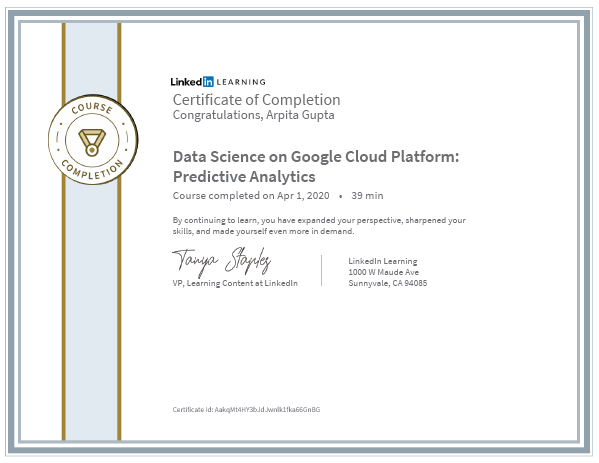 LinkedIn LEARNING
Certificate of Completion
Congratulations, Arpita Gupta
COURSE
COMPLETION
Data Science on Google Cloud Platform:
Predictive Analytics
Course completed on Apr 1, 2020 • 39 min
By continuing to learn, you have expanded your perspective, sharpened your
skills, and made yourself even more in demand.
Tanya Staples
VP, Learning Content at LinkedIn
LinkedIn Learning
1000 W Maude Ave
Sunnyvale, CA 94085
Certificate Id: